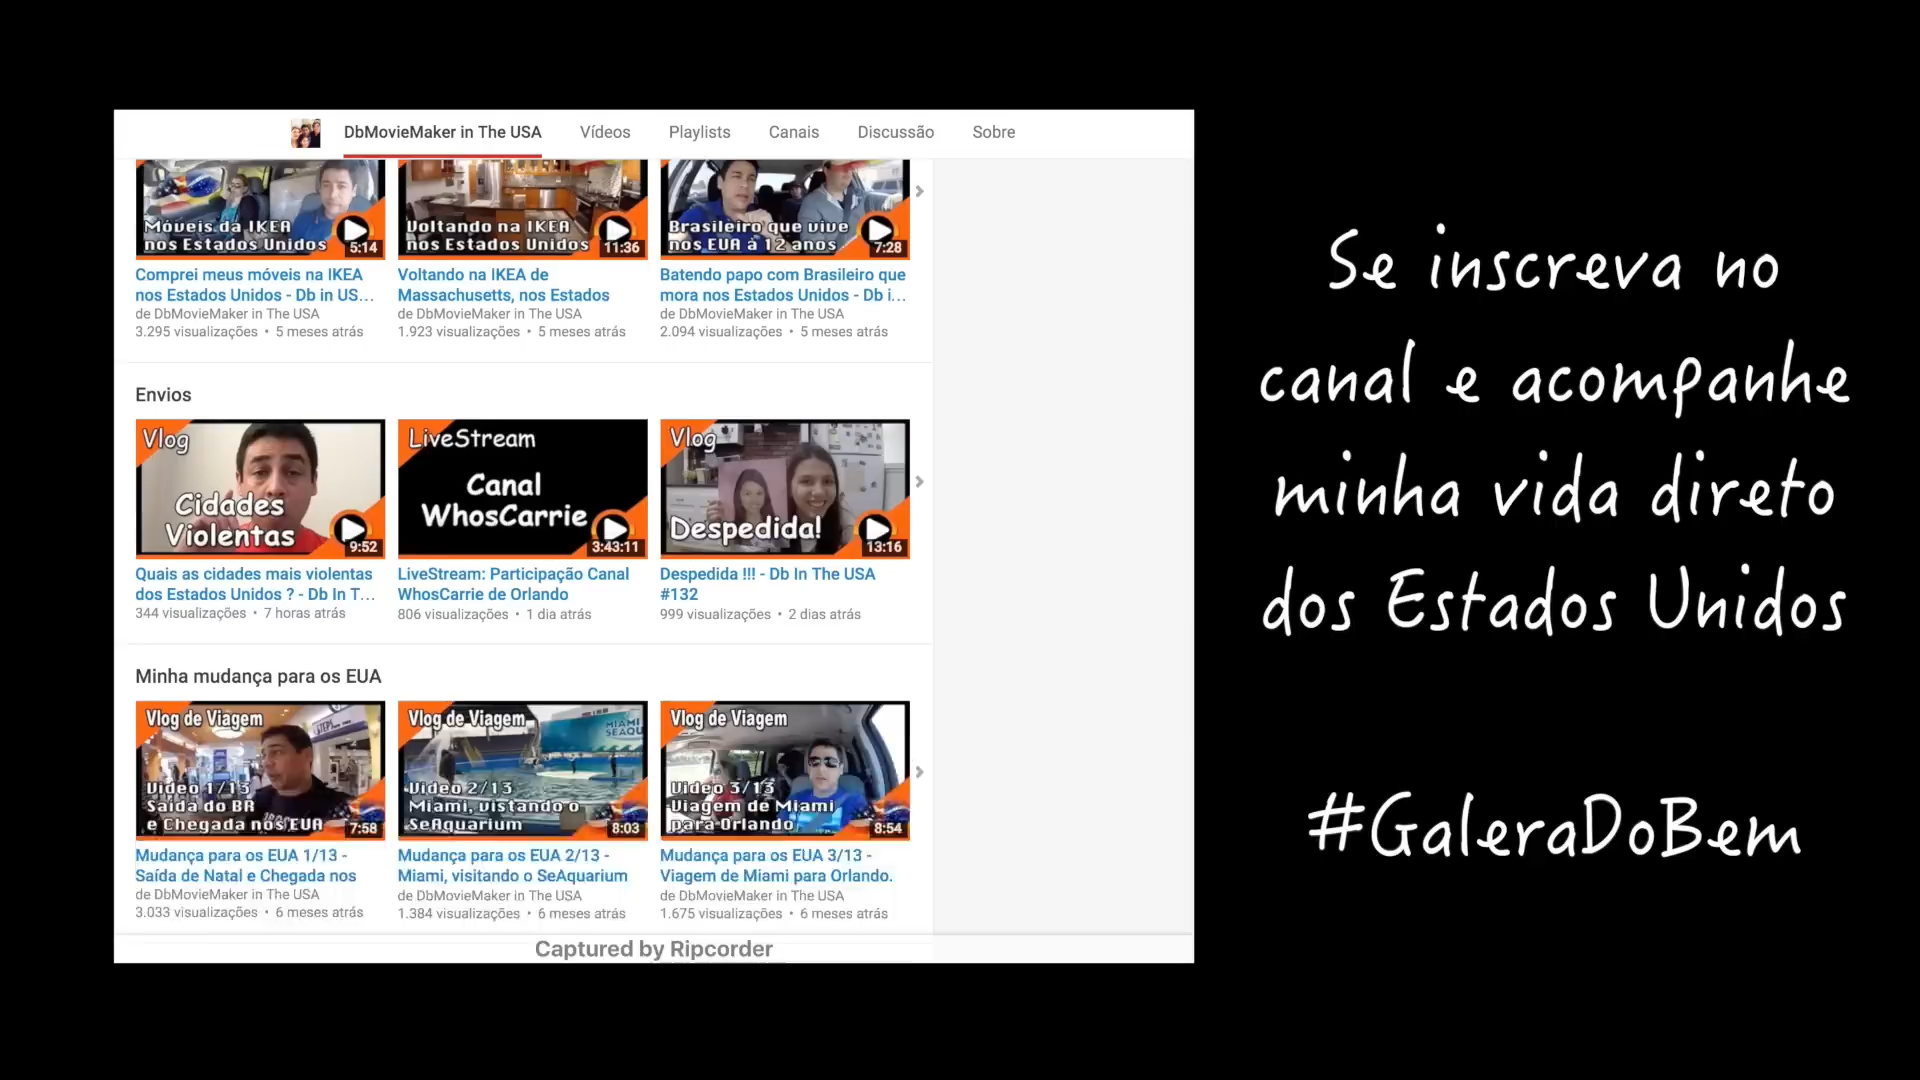 DbMovieMaker in The USA Vídeos Playlists Canais Discussão Sobre
Móveis da IKEA
nos Estados Unidos
5:14
Voltando na IKEA
nos Estados Unidos
11:36
Brasileiro que vive
nos EUA à 12 anos
7:28
Comprei meus móveis na IKEA
nos Estados Unidos - Db in US...
de DbMovieMaker in The USA
3.295 visualizações • 5 meses atrás
Voltando na IKEA de
Massachusetts, nos Estados
de DbMovieMaker in The USA
1.923 visualizações • 5 meses atrás
Batendo papo com Brasileiro que
mora nos Estados Unidos - Db i...
de DbMovieMaker in The USA
2.094 visualizações • 5 meses atrás
Envios
Vlog
Cidades
Violentas
9:52
LiveStream
Canal
WhosCarrie
3:43:11
Vlog
Despedida!
13:16
Quais as cidades mais violentas
dos Estados Unidos ? - Db In T...
344 visualizações • 7 horas atrás
LiveStream: Participação Canal
WhosCarrie de Orlando
806 visualizações • 1 dia atrás
Despedida !!! - Db In The USA
#132
999 visualizações • 2 dias atrás
Minha mudança para os EUA
Vlog de Viagem
Video 1/13
Saída do BR
e Chegada nos EUA
7:58
Vlog de Viagem
MIAMI
SEAQU
Video 2/13
Miami, vistando o
SeAquarium
8:03
Vlog de Viagem
Video 3/13
Viagem de Miami
para Orlando
8:54
Mudança para os EUA 1/13 -
Saída de Natal e Chegada nos
de DbMovieMaker in The USA
3.033 visualizações • 6 meses atrás
Mudança para os EUA 2/13 -
Miami, visitando o SeAquarium
de DbMovieMaker in The USA
1.384 visualizações • 6 meses atrás
Mudança para os EUA 3/13 -
Viagem de Miami para Orlando.
de DbMovieMaker in The USA
1.675 visualizações • 6 meses atrás
Captured by Ripcorder
Se inscreva no
canal e acompanhe
minha vida direto
dos Estados Unidos
#GaleraDoBem